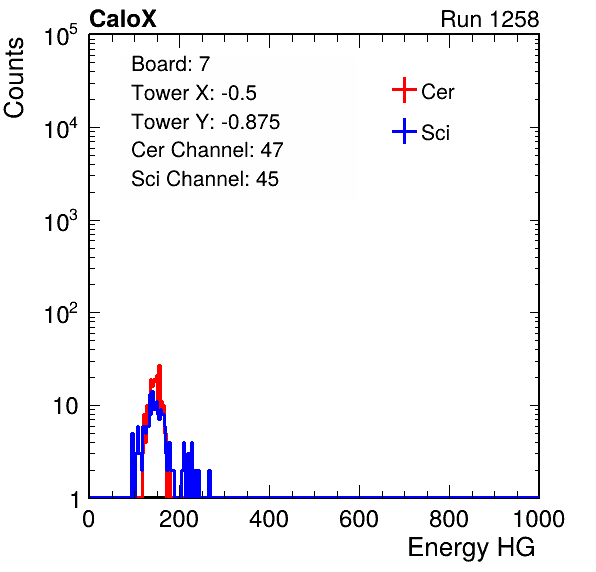 CaloX Run 1258
Counts
Board: 7
Tower X: -0.5
Tower Y: -0.875
Cer Channel: 47
Sci Channel: 45
Cer
Sci
10^5
10^4
10^3
10^2
10
1
0 200 400 600 800 1000
Energy HG